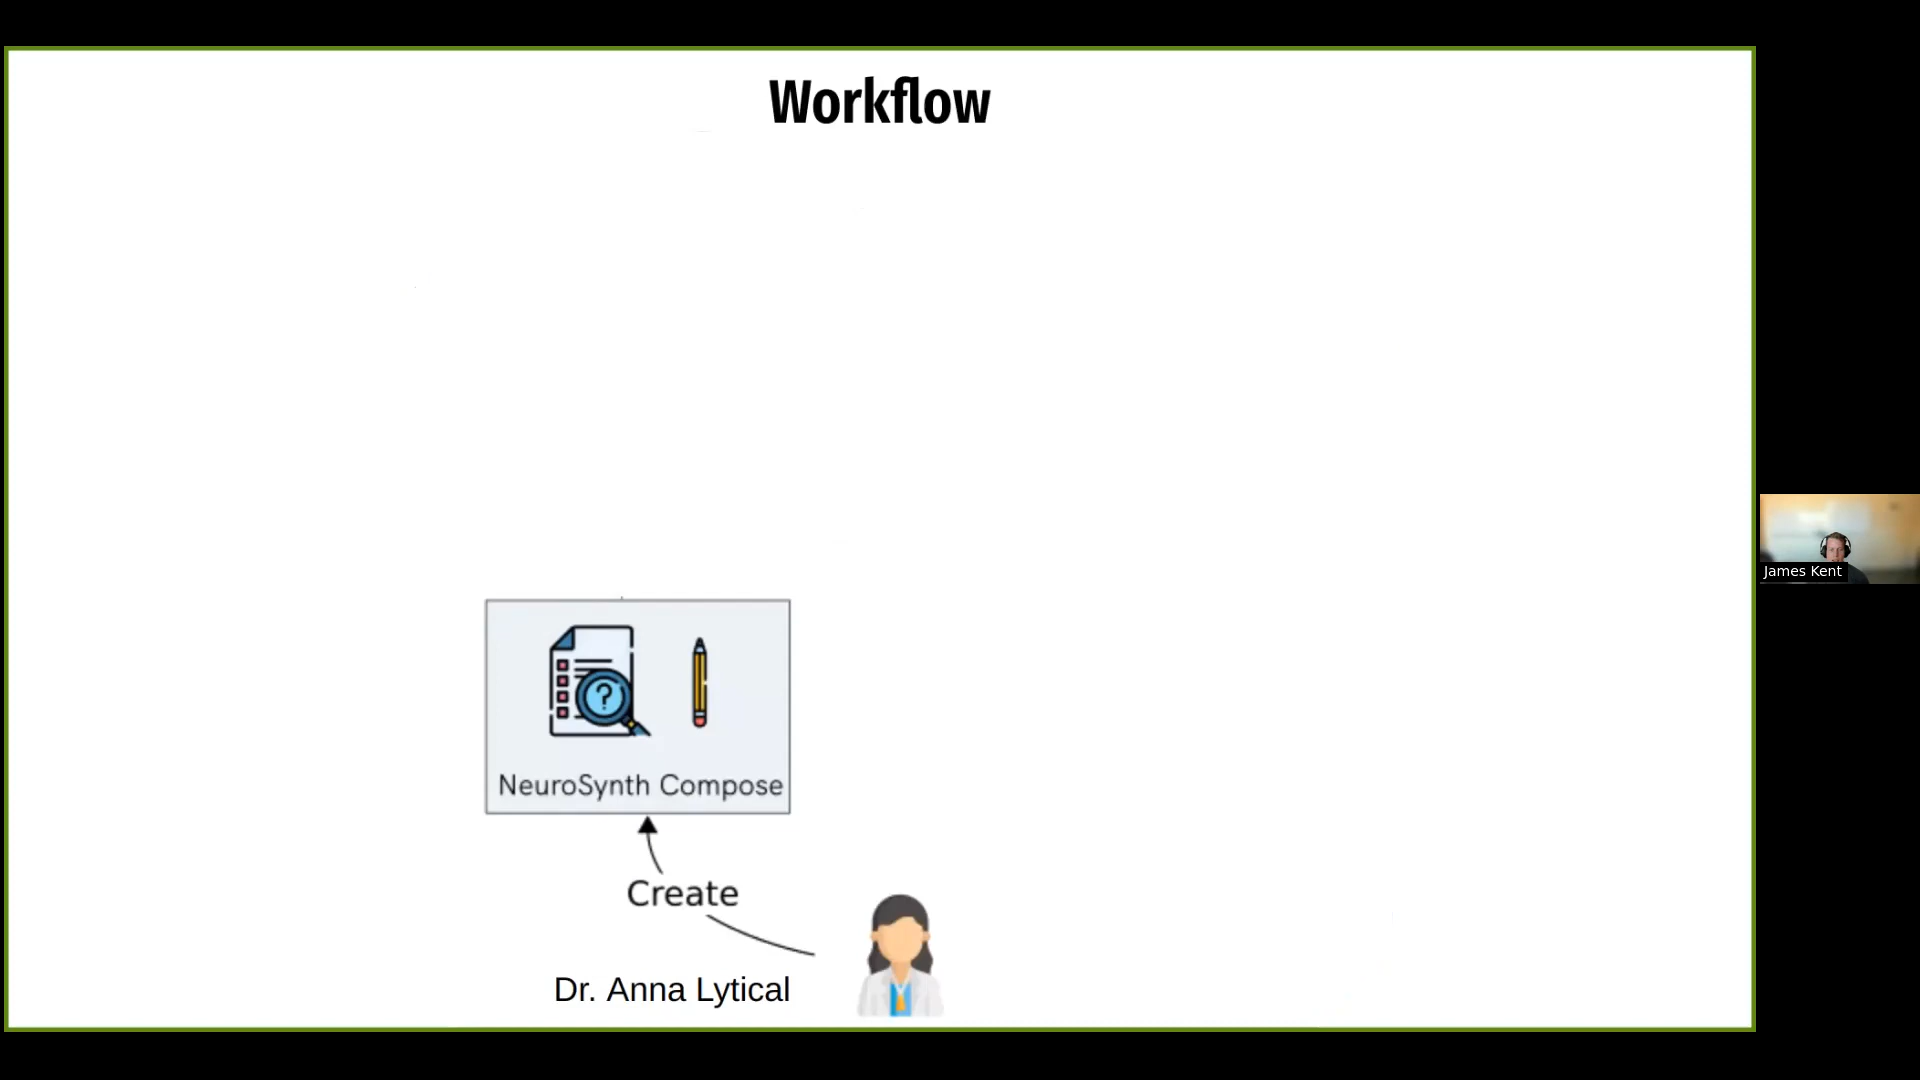 Workflow
James Kent
?
NeuroSynth Compose
Create
Dr. Anna Lytical